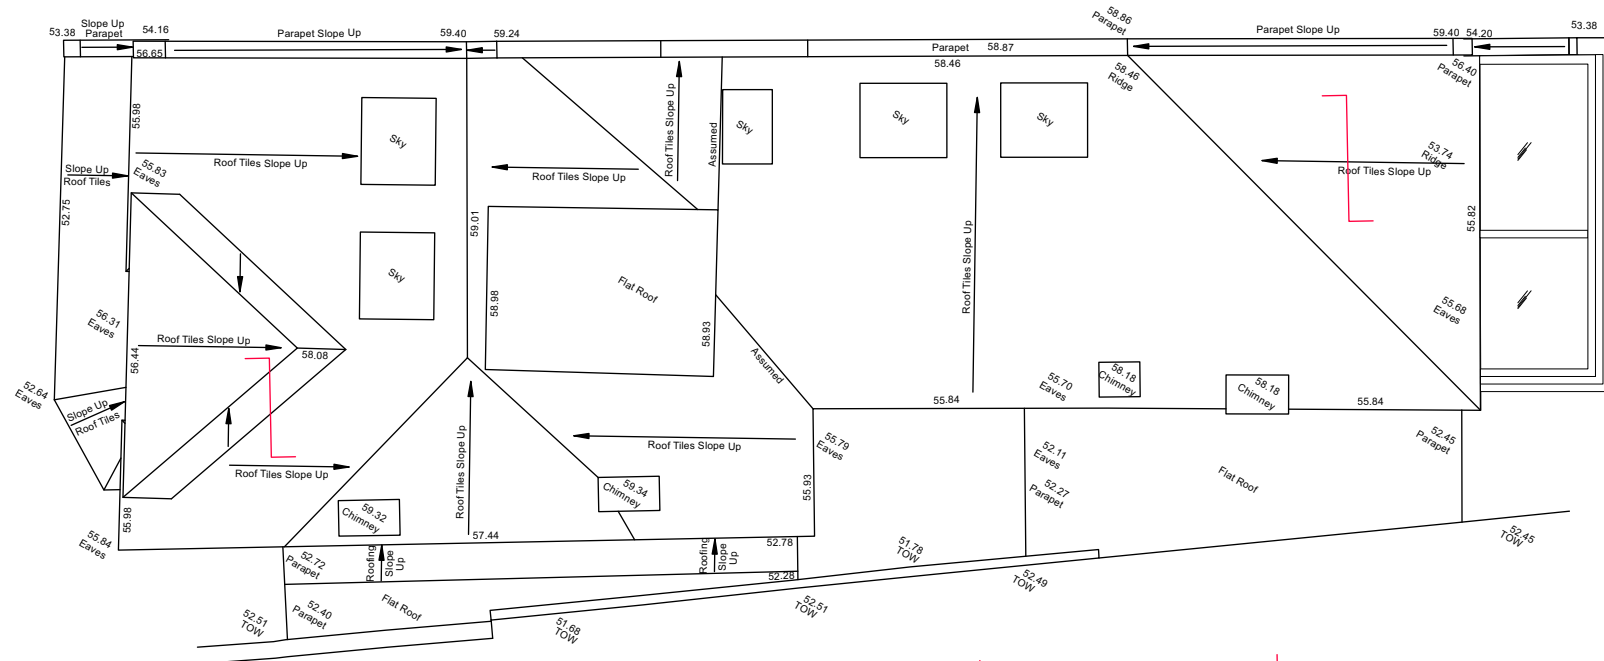 Slope Up
Parapet
53.38
54.16
56.65
Parapet Slope Up
59.40
59.24
Parapet
58.87
58.46
58.86
Parapet
Parapet Slope Up
59.40
54.20
53.38
58.46
Ridge
56.40
Parapet
55.98
Sky
Roof Tiles Slope Up
Assumed
Sky
Sky
Sky
53.74
Ridge
Roof Tiles Slope Up
Slope Up
Roof Tiles
55.83
Eaves
Roof Tiles Slope Up
Roof Tiles Slope Up
52.75
59.01
Roof Tiles Slope Up
55.82
Sky
58.98
Flat Roof
58.93
56.31
Eaves
55.68
Eaves
56.44
Roof Tiles Slope Up
58.08
Assumed
52.64
Eaves
Slope Up
Roof Tiles
55.70
Eaves
58.18
Chimney
58.18
Chimney
55.84
55.84
Roof Tiles Slope Up
Roof Tiles Slope Up
55.79
Eaves
52.11
Eaves
52.45
Parapet
Roof Tiles Slope Up
59.34
Chimney
55.93
52.27
Parapet
Flat Roof
55.98
59.32
Chimney
57.44
55.84
Eaves
52.72
Parapet
Roofing
Slope
Up
Roofing
Slope
Up
52.78
51.78
TOW
52.45
TOW
52.28
52.49
TOW
52.51
TOW
52.40
Parapet
Flat Roof
51.68
TOW
52.51
TOW